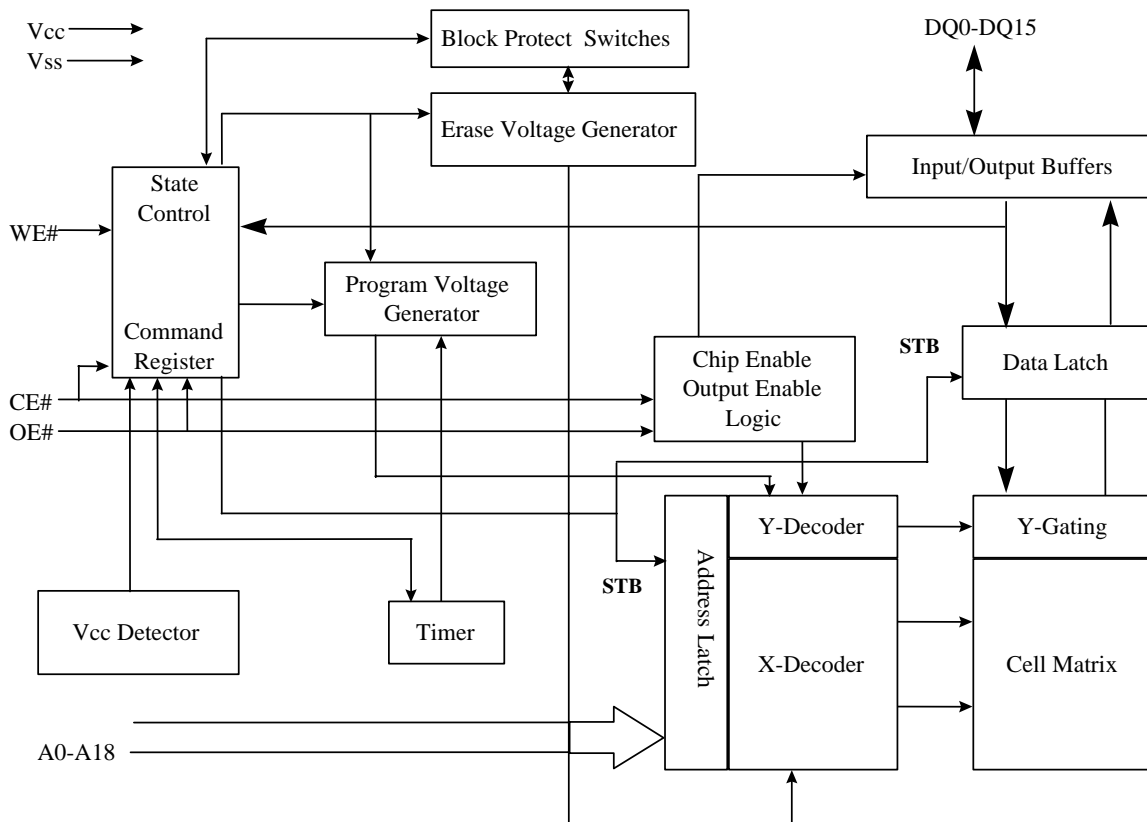 Vcc
Vss
Block Protect Switches
DQ0-DQ15
Erase Voltage Generator
Input/Output Buffers
State
Control
WE#
Program Voltage
Generator
Command
Register
Chip Enable
Output Enable
Logic
STB
Data Latch
CE#
OE#
Address Latch
Y-Decoder
Y-Gating
STB
Vcc Detector
Timer
X-Decoder
Cell Matrix
A0-A18